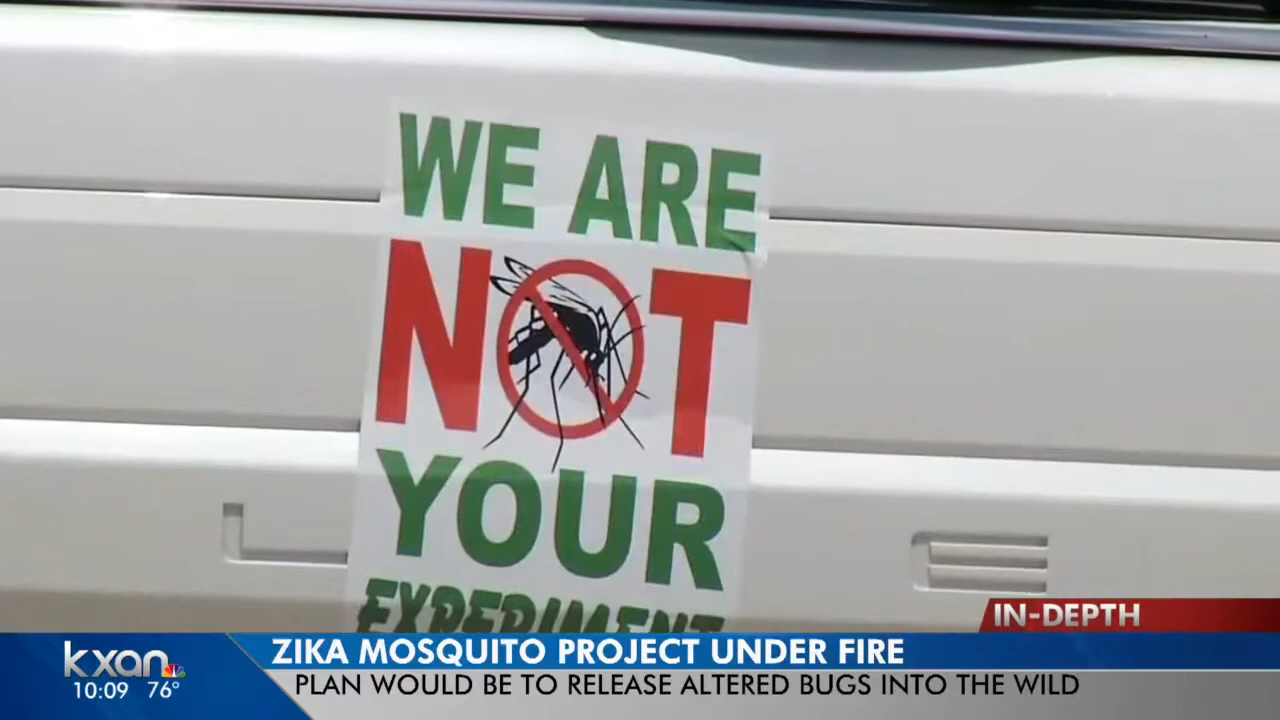 WE ARE
NOT
YOUR
EXPERIMENT
IN-DEPTH
kxan
ZIKA MOSQUITO PROJECT UNDER FIRE
10:09 76°
PLAN WOULD BE TO RELEASE ALTERED BUGS INTO THE WILD